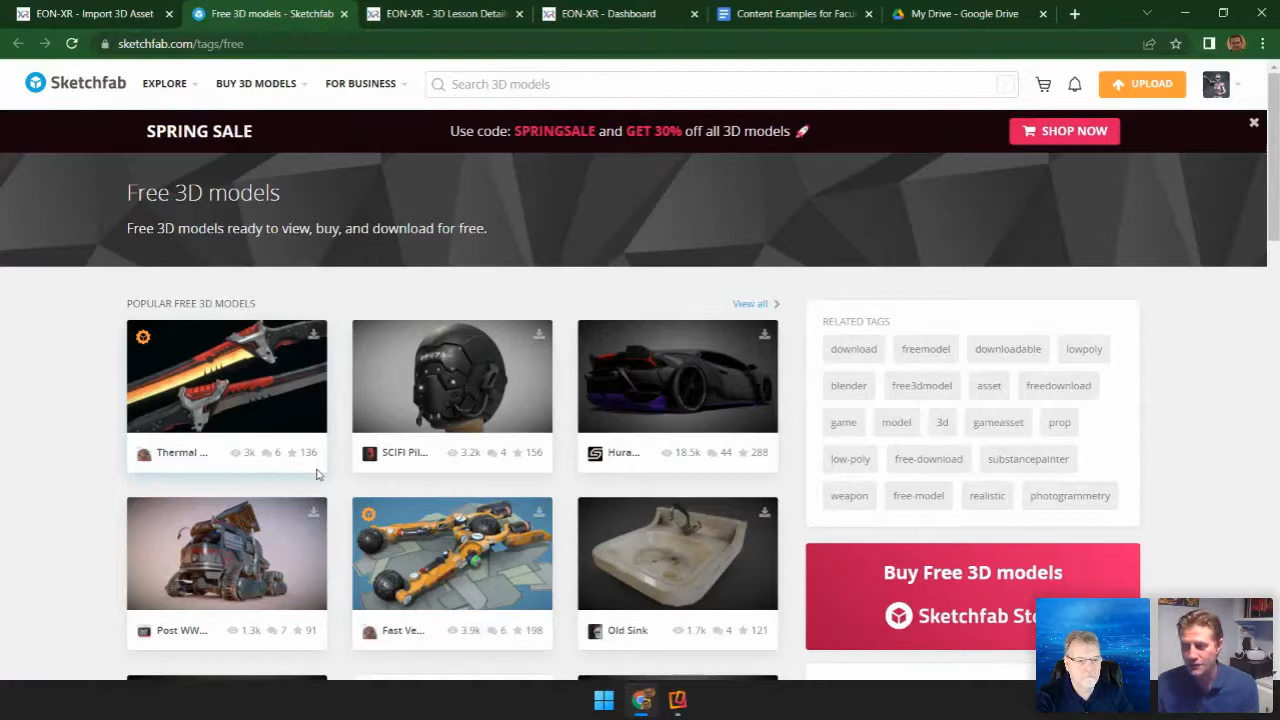 EON-XR - Import 3D Asset
Free 3D models - Sketchfab
EON-XR - 3D Lesson Detail
EON-XR - Dashboard
Content Examples for Facu
My Drive - Google Drive
sketchfab.com/tags/free
Sketchfab
EXPLORE
BUY 3D MODELS
FOR BUSINESS
Search 3D models
UPLOAD
SPRING SALE
Use code: SPRINGSALE and GET 30% off all 3D models
SHOP NOW
Free 3D models
Free 3D models ready to view, buy, and download for free.
POPULAR FREE 3D MODELS
View all
Thermal ... 3k 6 136
SCIFI Pil... 3.2k 4 156
Hura... 18.5k 44 288
Post WW... 1.3k 7 91
Fast Ve... 3.9k 6 198
Old Sink 1.7k 4 121
RELATED TAGS
download freemodel downloadable lowpoly
blender free3dmodel asset freedownload
game model 3d gameasset prop
low-poly free-download substancepainter
weapon free-model realistic photogrammetry
Buy Free 3D models
Sketchfab Sto